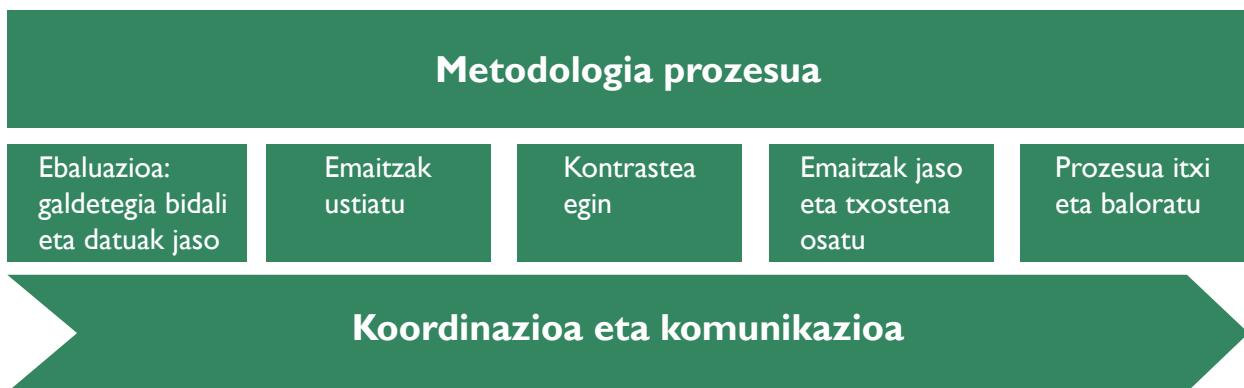 Metodologia prozesua
Ebaluazioa:
galdetegia bidali
eta datuak jaso
Emaitzak
ustiatu
Kontrastea
egin
Emaitzak jaso
eta txostena
osatu
Prozesua itxi
eta baloratu
Koordinazioa eta komunikazioa